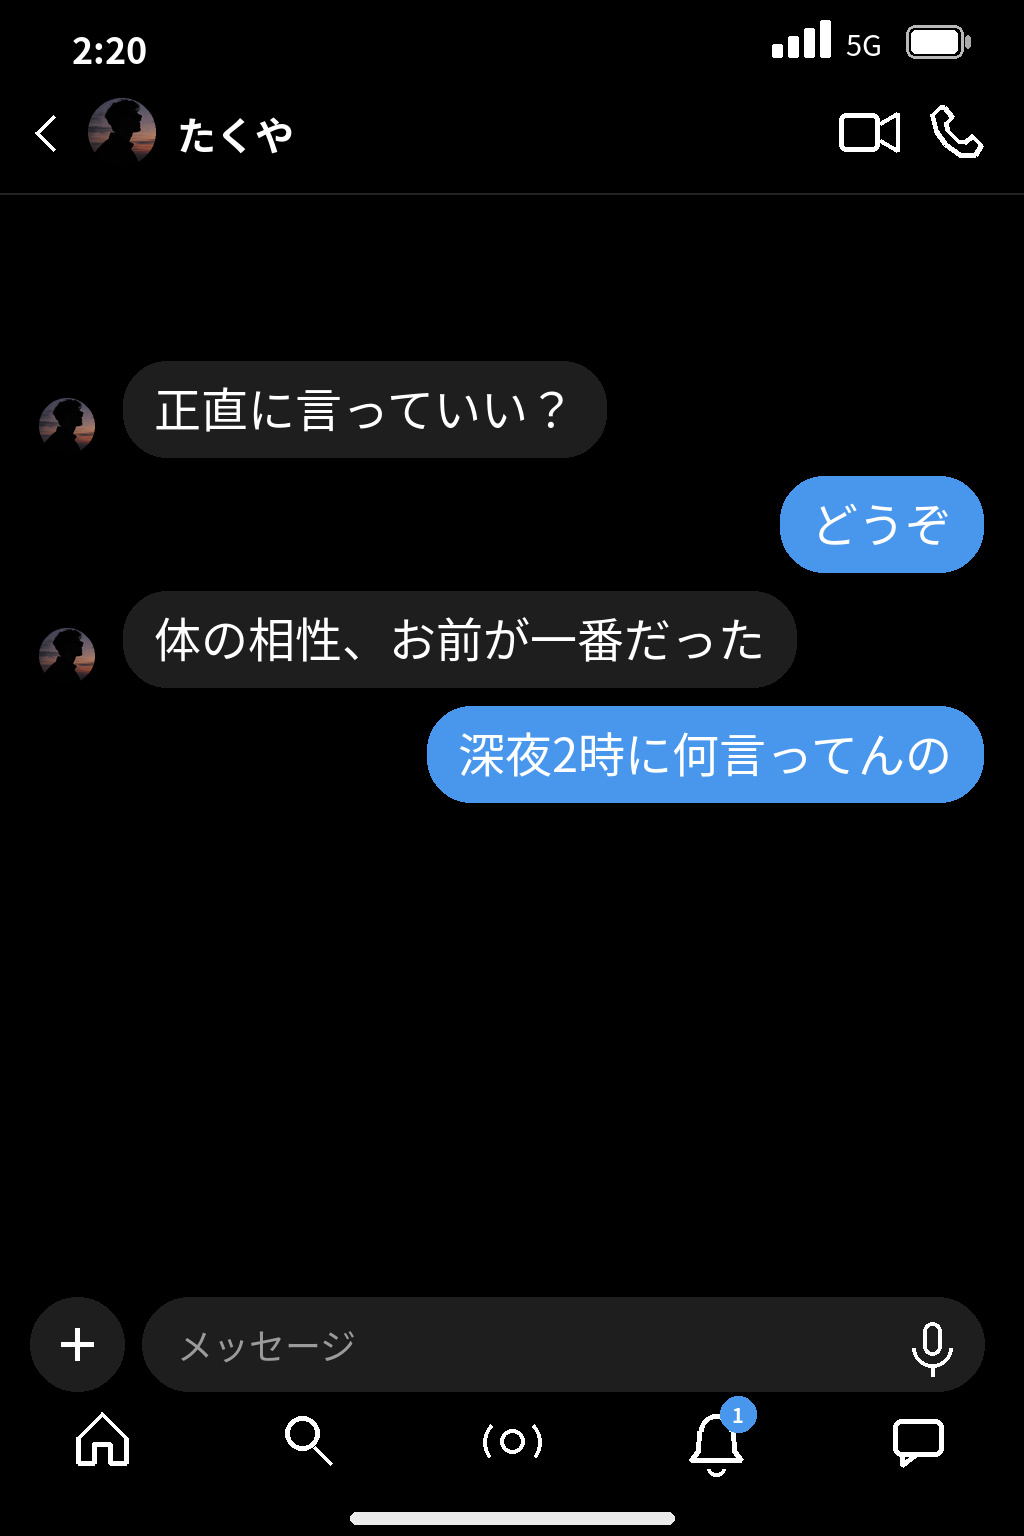 2:20
5G
たくや
正直に言っていい？
どうぞ
体の相性、お前が一番だった
深夜2時に何言ってんの
メッセージ
1